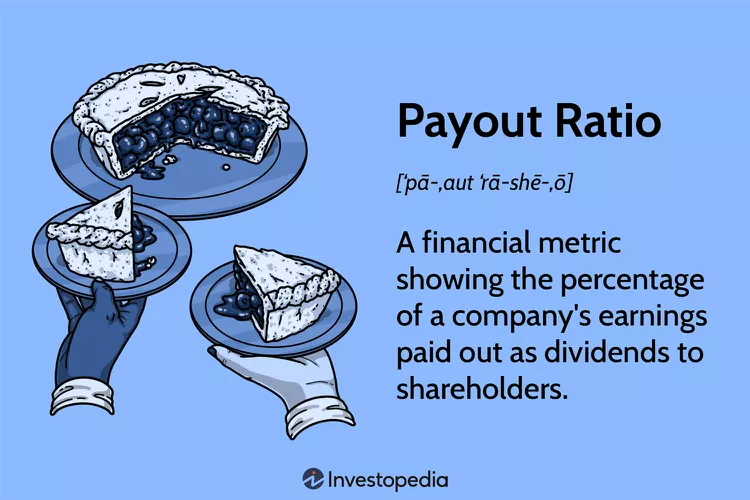 Payout Ratio
[ˈpā-ˌaut ˈrā-shē-ˌō]
A financial metric
showing the percentage
of a company's earnings
paid out as dividends to
shareholders.
Investopedia